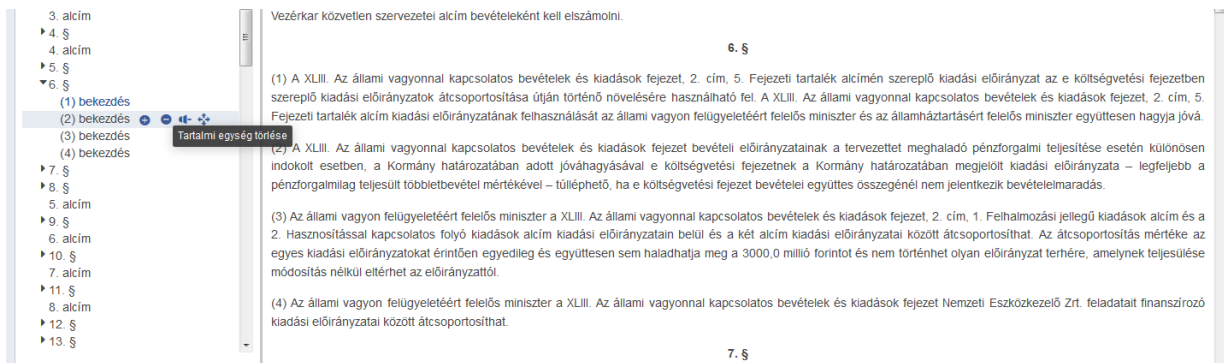 3. alcím
4. §
4. alcím
5. §
6. §
(1) bekezdés
(2) bekezdés
Tartalmi egység törlése
(3) bekezdés
(4) bekezdés
7. §
8. §
5. alcím
9. §
6. alcím
10. §
7. alcím
11. §
8. alcím
12. §
13. §
Vezérkar közvetlen szervezetei alcím bevételeként kell elszámolni.
6. §
(1) A XLIII. Az állami vagyonnal kapcsolatos bevételek és kiadások fejezet, 2. cím, 5. Fejezeti tartalék alcímén szereplő kiadási előirányzat az e költségvetési fejezetben
szereplő kiadási előirányzatok átcsoportosítása útján történő növelésére használható fel. A XLIII. Az állami vagyonnal kapcsolatos bevételek és kiadások fejezet, 2. cím, 5.
Fejezeti tartalék alcím kiadási előirányzatának felhasználását az állami vagyon felügyeletéért felelős miniszter és az államháztartásért felelős miniszter együttesen hagyja jóvá.
(2) A XLIII. Az állami vagyonnal kapcsolatos bevételek és kiadások fejezet bevételi előirányzatainak a tervezettet meghaladó pénzforgalmi teljesítése esetén különösen
indokolt esetben, a Kormány határozatában adott jóváhagyásával e költségvetési fejezetnek a Kormány határozatában megjelölt kiadási előirányzata – legfeljebb a
pénzforgalmilag teljesült többletbevétel mértékével – túlléphető, ha e költségvetési fejezet bevételei együttes összegénél nem jelentkezik bevételelmaradás.
(3) Az állami vagyon felügyeletéért felelős miniszter a XLIII. Az állami vagyonnal kapcsolatos bevételek és kiadások fejezet, 2. cím, 1. Felhalmozási jellegű kiadások alcím és a
2. Hasznosítással kapcsolatos folyó kiadások alcím kiadási előirányzatain belül és a két alcím kiadási előirányzatai között átcsoportosíthat. Az átcsoportosítás mértéke az
egyes kiadási előirányzatokat érintően egyedileg és együttesen sem haladhatja meg a 3000,0 millió forintot és nem történhet olyan előirányzat terhére, amelynek teljesülése
módosítás nélkül eltérhet az előirányzattól.
(4) Az állami vagyon felügyeletéért felelős miniszter a XLIII. Az állami vagyonnal kapcsolatos bevételek és kiadások fejezet Nemzeti Eszközkezelő Zrt. feladatait finanszírozó
kiadási előirányzatai között átcsoportosíthat.
7. §